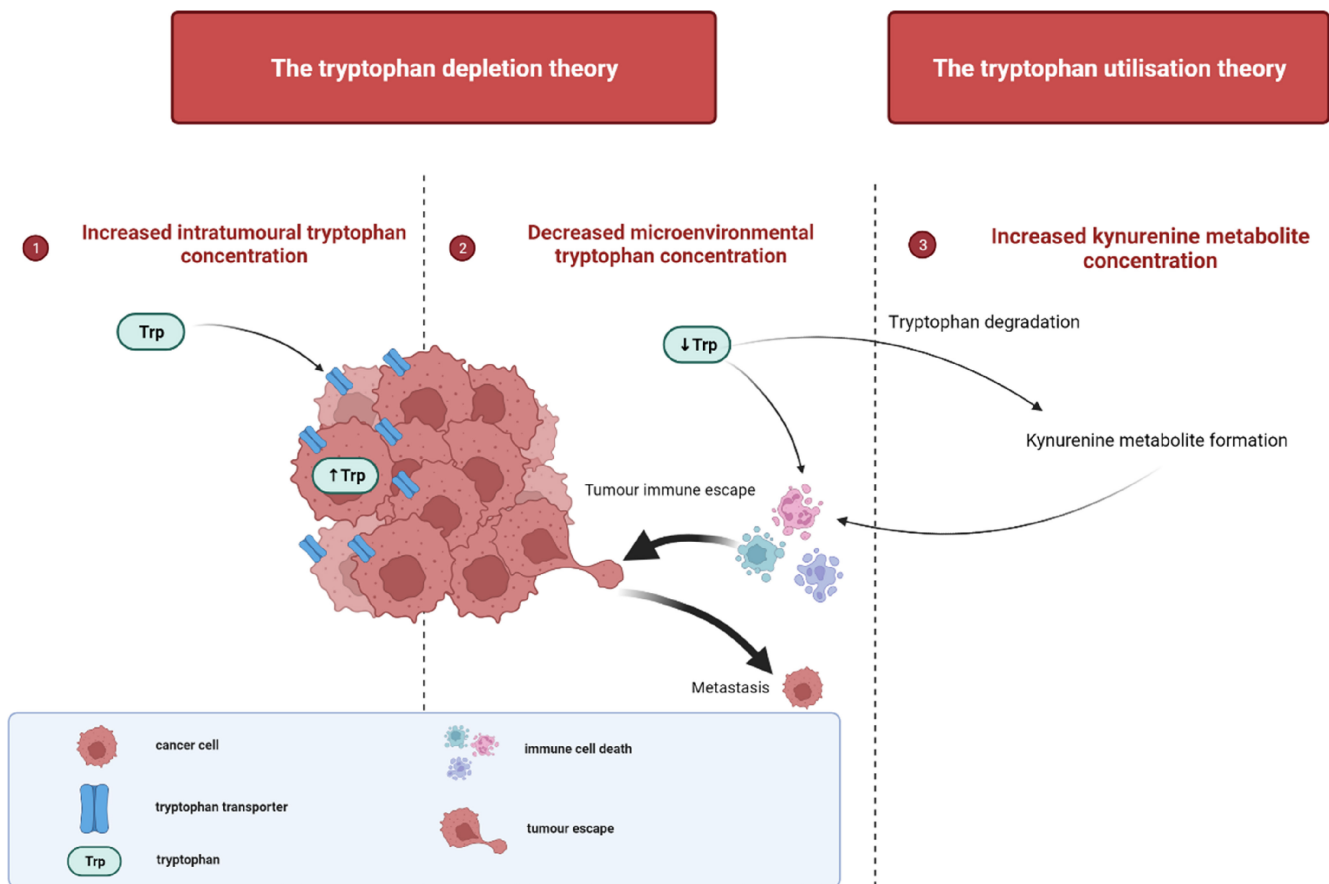 The tryptophan depletion theory
The tryptophan utilisation theory
1
Increased intratumoural tryptophan
concentration
2
Decreased microenvironmental
tryptophan concentration
3
Increased kynurenine metabolite
concentration
Trp
↓Trp
Tryptophan degradation
Kynurenine metabolite formation
↑Trp
Tumour immune escape
Metastasis
cancer cell
immune cell death
tryptophan transporter
tumour escape
Trp
tryptophan